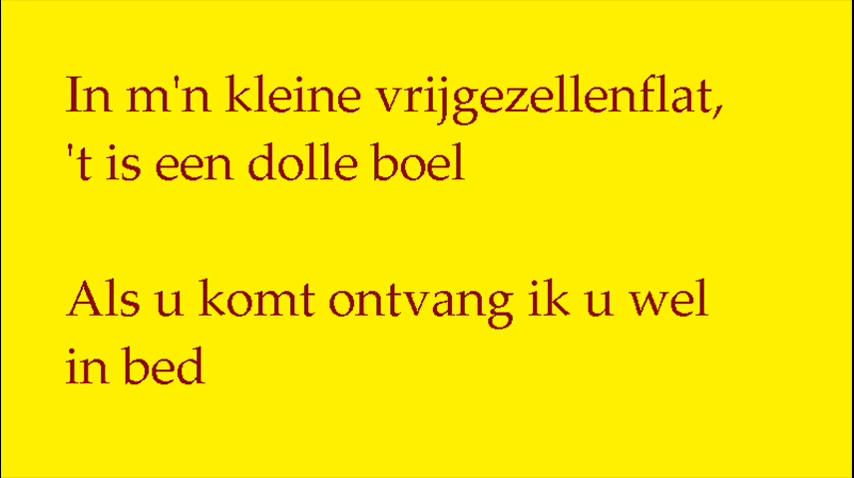 In m'n kleine vrijgezellenflat,
't is een dolle boel
Als u komt ontvang ik u wel
in bed